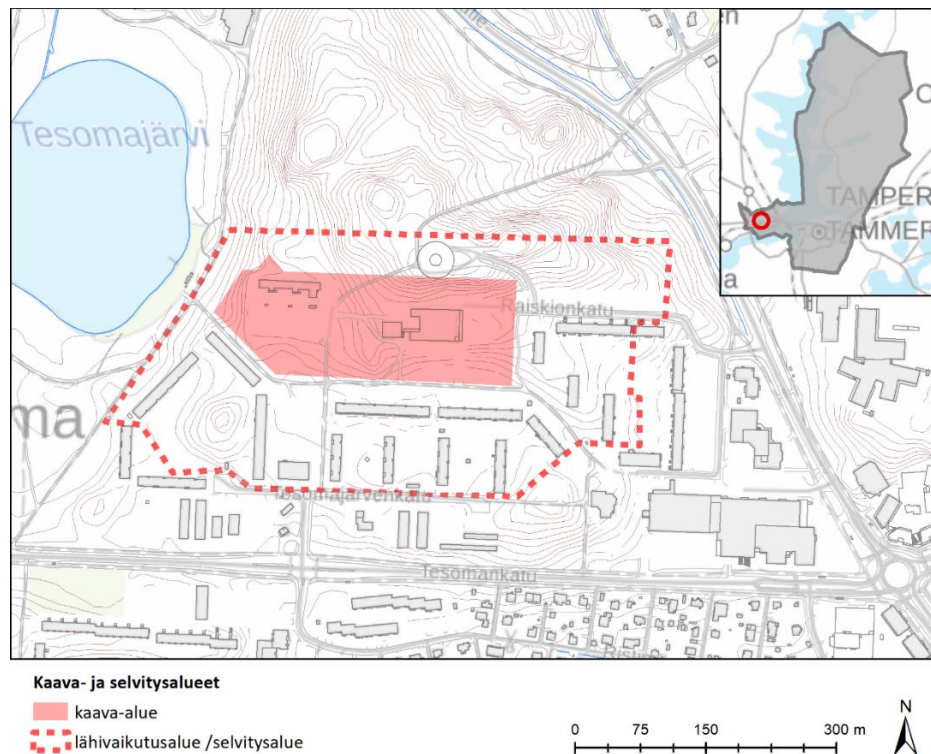 Tesomajärvi
TAMPER
TAMMER
a
Raiskionkatu
ma
Tesomajärvenkatu
Tesomankatu
Kaava- ja selvitysalueet
kaava-alue
lähivaikutusalue /selvitysalue
0 75 150 300 m
N